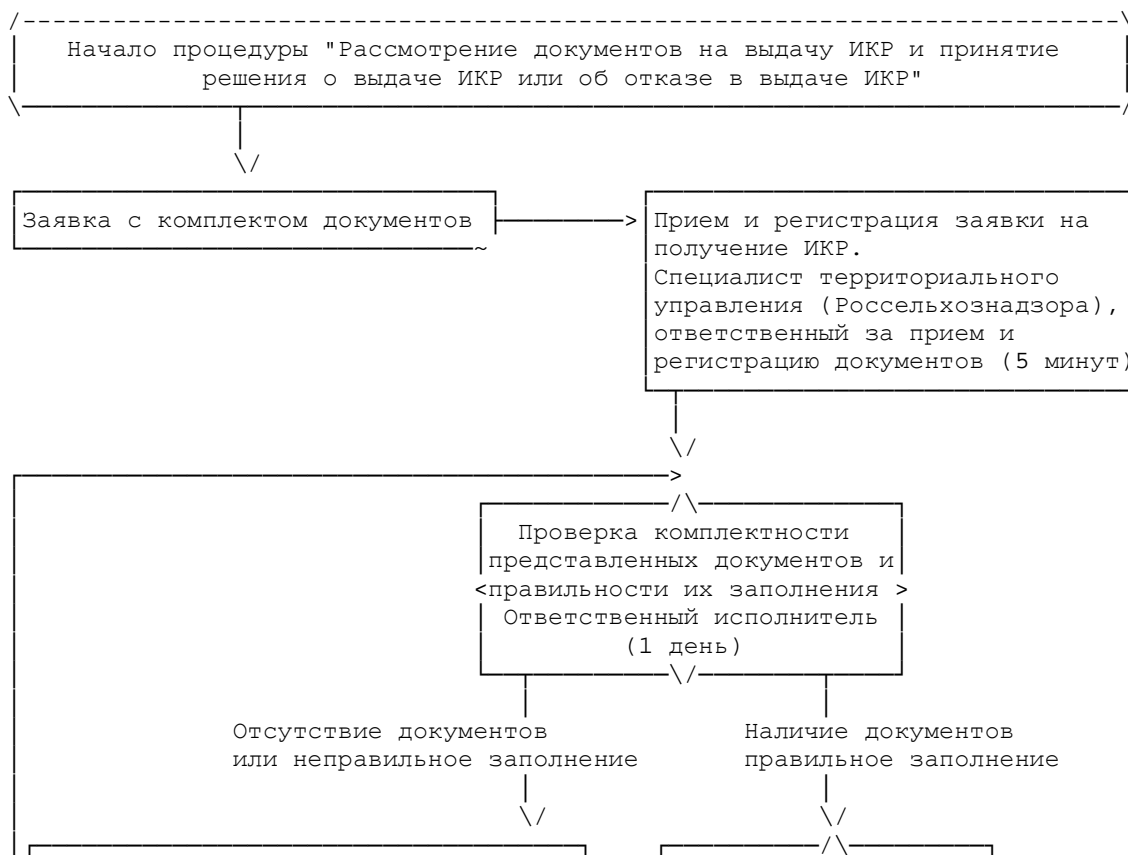 Начало процедуры "Рассмотрение документов на выдачу ИКР и принятие
решения о выдаче ИКР или об отказе в выдаче ИКР"
Заявка с комплектом документов
Прием и регистрация заявки на
получение ИКР.
Специалист территориального
управления (Россельхознадзора),
ответственный за прием и
регистрацию документов (5 минут)
Проверка комплектности
представленных документов и
правильности их заполнения
Ответственный исполнитель
(1 день)
Отсутствие документов
или неправильное заполнение
Наличие документов
правильное заполнение